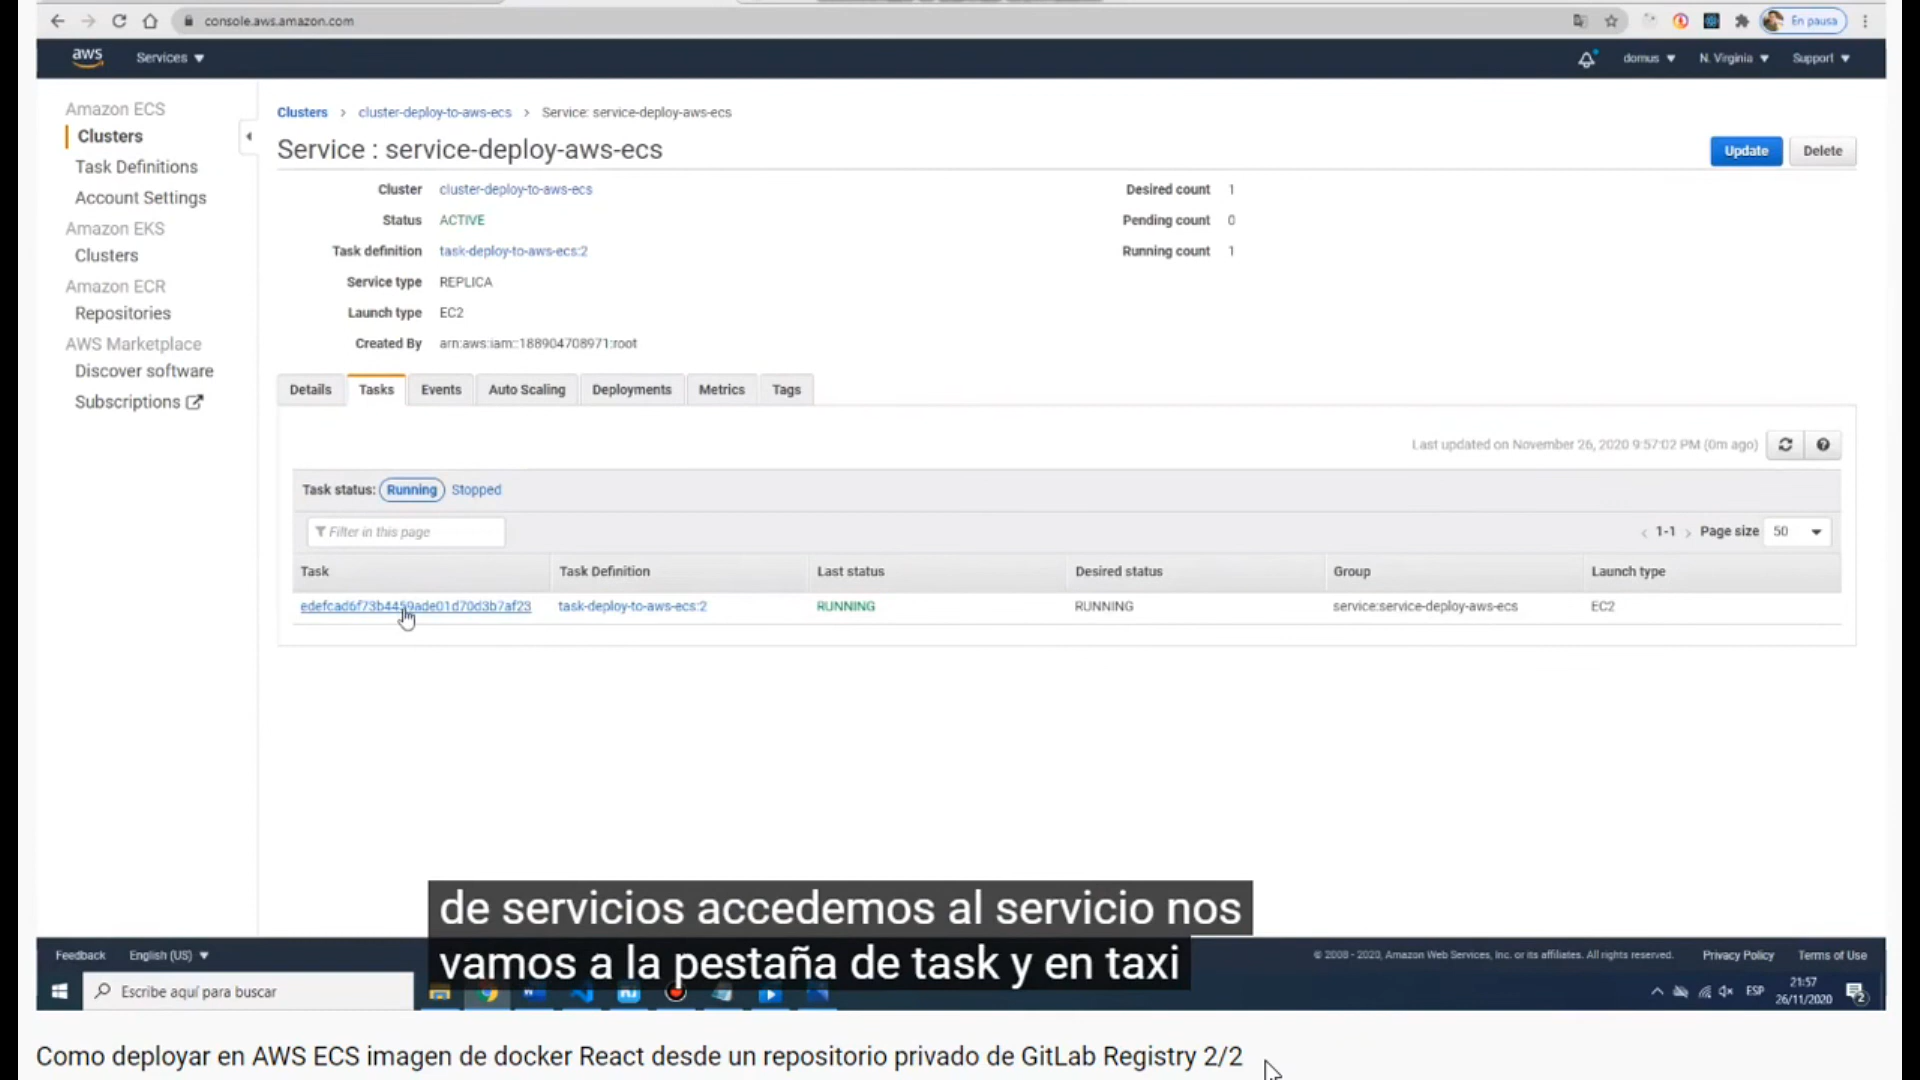 console.aws.amazon.com
En pausa
aws
Services
domus
N. Virginia
Support
Amazon ECS
Clusters
Task Definitions
Account Settings
Amazon EKS
Clusters
Amazon ECR
Repositories
AWS Marketplace
Discover software
Subscriptions
Clusters > cluster-deploy-to-aws-ecs > Service: service-deploy-aws-ecs
Service : service-deploy-aws-ecs
Update
Delete
Cluster cluster-deploy-to-aws-ecs
Status ACTIVE
Task definition task-deploy-to-aws-ecs:2
Service type REPLICA
Launch type EC2
Created By arn:aws:iam::188904708971:root
Desired count 1
Pending count 0
Running count 1
Details Tasks Events Auto Scaling Deployments Metrics Tags
Last updated on November 26, 2020 9:57:02 PM (0m ago)
Task status: Running Stopped
Filter in this page
< 1-1 > Page size 50
Task Task Definition Last status Desired status Group Launch type
edefcad6f73b4459ade01d70d3b7af23 task-deploy-to-aws-ecs:2 RUNNING RUNNING service:service-deploy-aws-ecs EC2
de servicios accedemos al servicio nos
vamos a la pestaña de task y en taxi
Feedback English (US)
© 2008 - 2020, Amazon Web Services, Inc. or its affiliates. All rights reserved. Privacy Policy Terms of Use
Escribe aquí para buscar
ESP
21:57
26/11/2020
2
Como deployar en AWS ECS imagen de docker React desde un repositorio privado de GitLab Registry 2/2